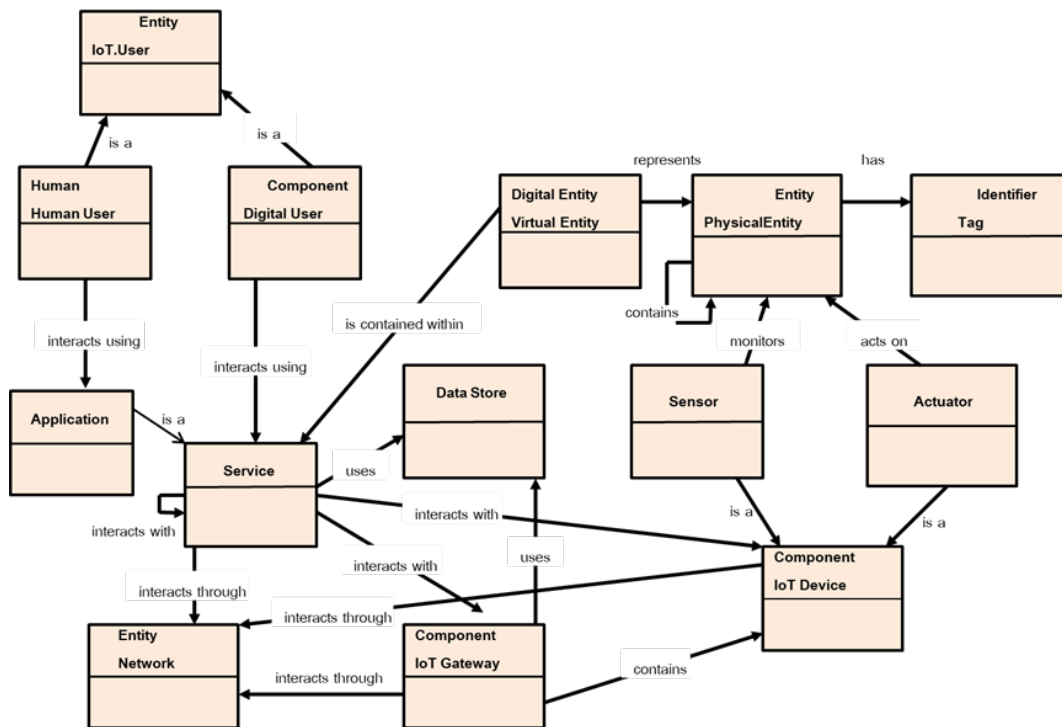 Entity
IoT.User
is a
is a
Human
Human User
Component
Digital User
represents
has
Digital Entity
Virtual Entity
Entity
PhysicalEntity
Identifier
Tag
contains
is contained within
monitors
acts on
interacts using
interacts using
Application
is a
Data Store
Sensor
Actuator
Service
uses
interacts with
interacts with
is a
is a
interacts with
uses
Component
IoT Device
interacts through
interacts through
Entity
Network
Component
IoT Gateway
contains
interacts through